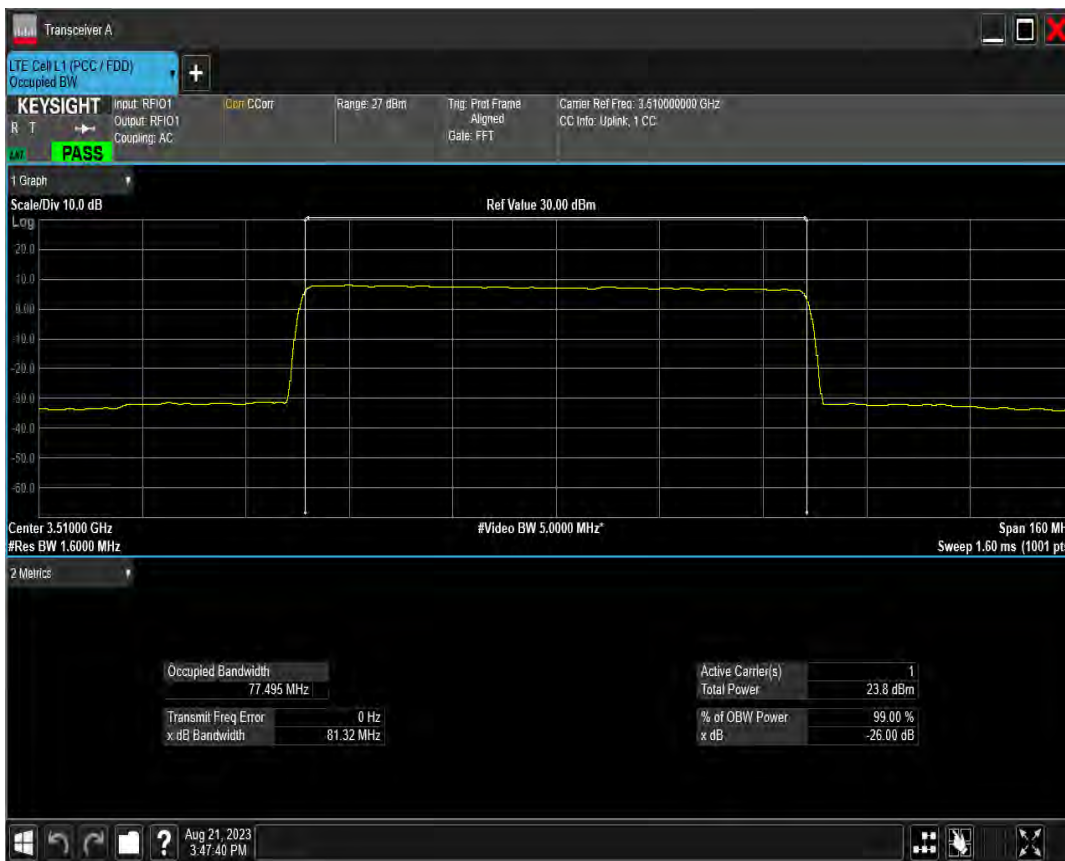 Transceiver A
LTE Cell L1 (PCC / FDD)
Occupied BW
+
KEYSIGHT
R T
PASS
Input: RFIO1
Output: RFIO1
Coupling: AC
Corr CCorr
Range: 27 dBm
Trig: Prot Frame
Aligned
Gate: FFT
Carrier Ref Freq: 3.510000000 GHz
CC Info: Uplink, 1 CC
1 Graph
Scale/Div 10.0 dB
Ref Value 30.00 dBm
Log
20.0
10.0
0.00
-10.0
-20.0
-30.0
-40.0
-50.0
-60.0
Center 3.51000 GHz
#Video BW 5.0000 MHz*
Span 160 MH
#Res BW 1.6000 MHz
Sweep 1.60 ms (1001 pts
2 Metrics
Occupied Bandwidth
77.495 MHz
Transmit Freq Error 0 Hz
x dB Bandwidth 81.32 MHz
Active Carrier(s) 1
Total Power 23.8 dBm
% of OBW Power 99.00 %
x dB -26.00 dB
?
Aug 21, 2023
3:47:40 PM